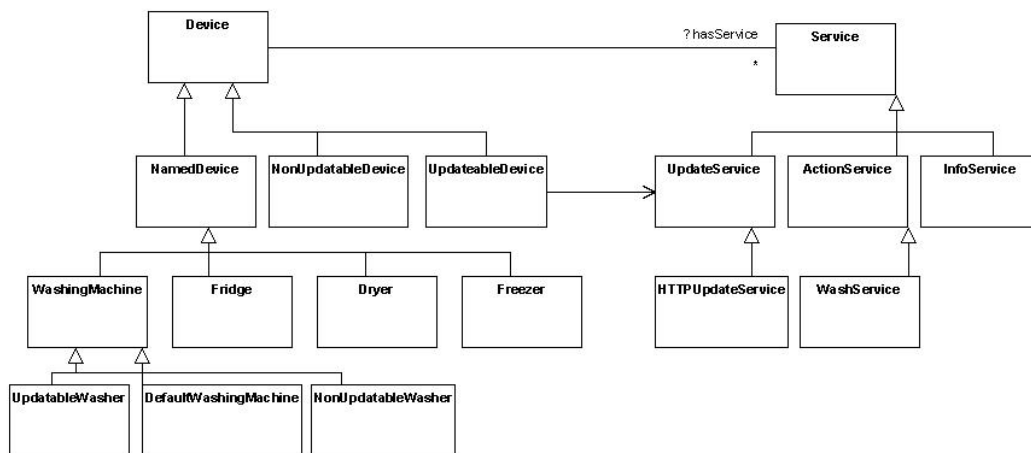 Device
? hasService
Service
*
NamedDevice
NonUpdatableDevice
UpdateableDevice
UpdateService
ActionService
InfoService
WashingMachine
Fridge
Dryer
Freezer
HTTPUpdateService
WashService
UpdatableWasher
DefaultWashingMachine
NonUpdatableWasher